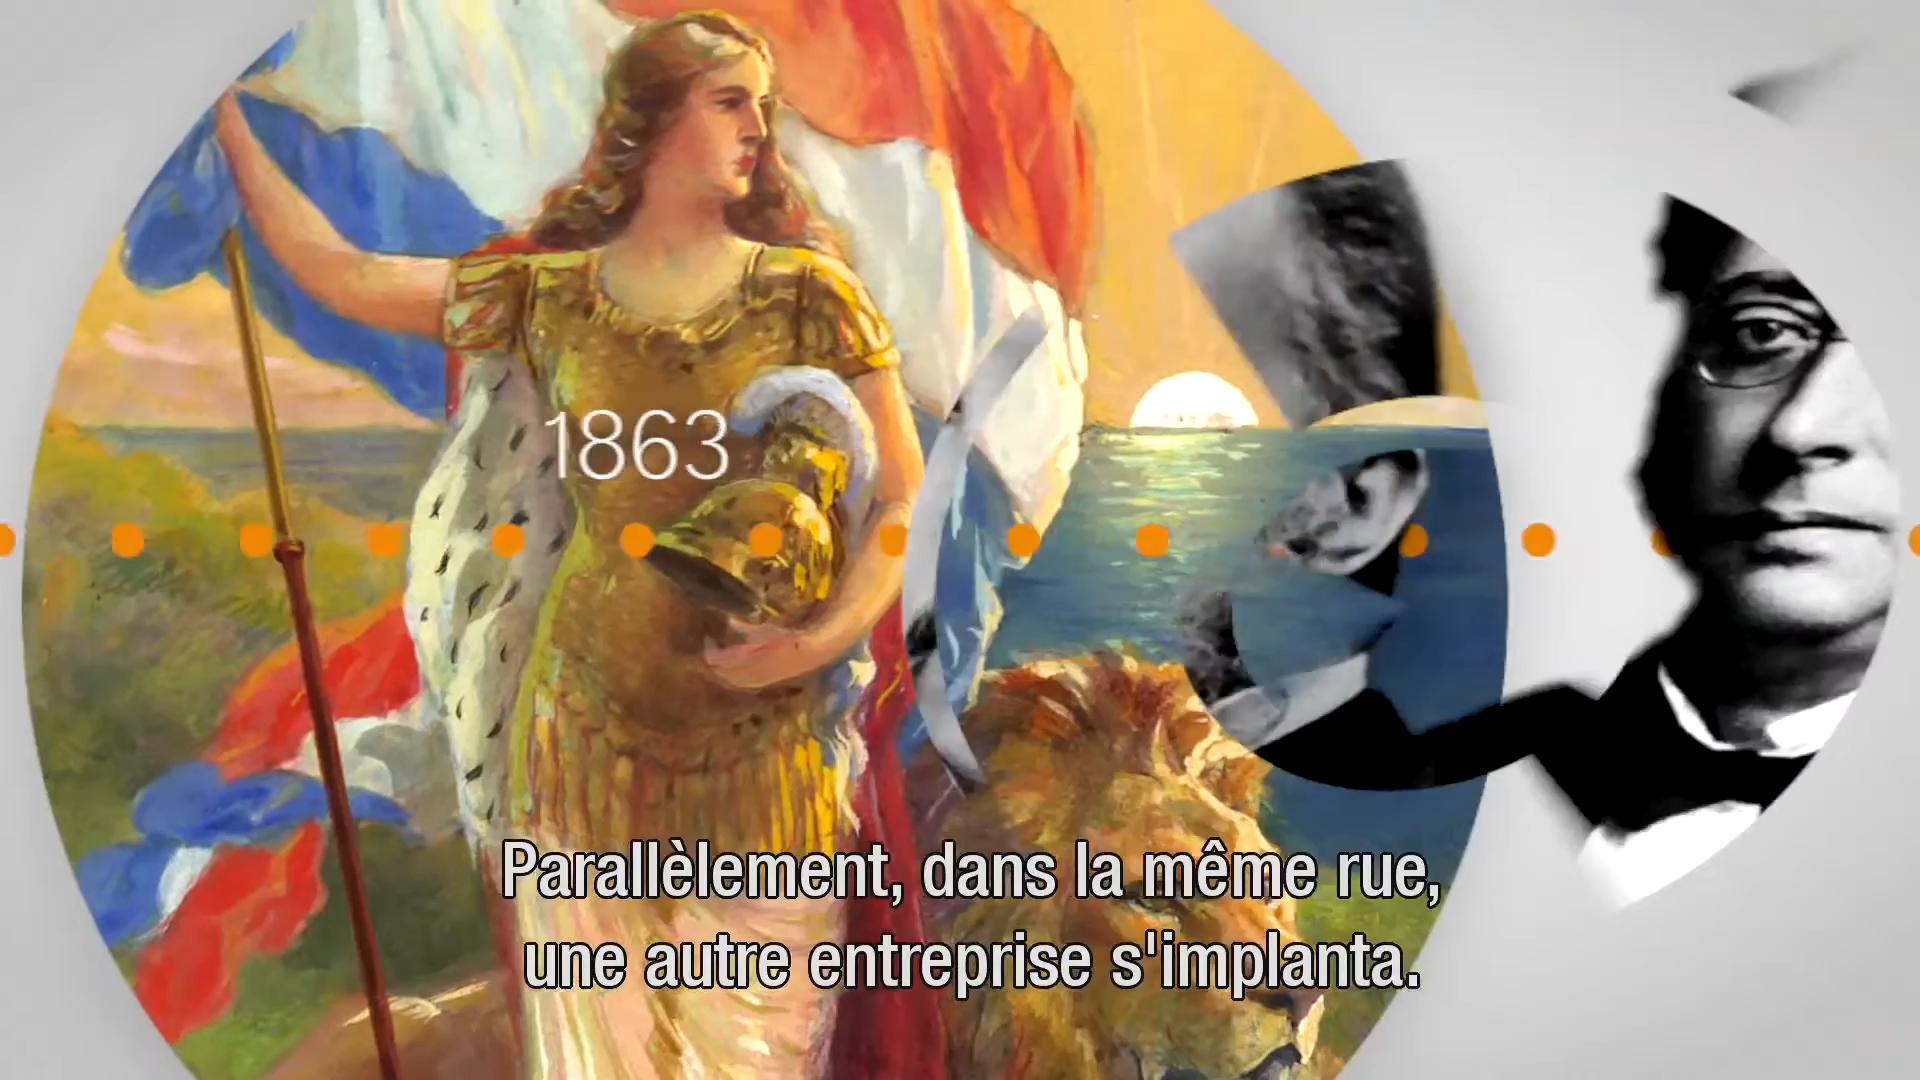 1863
Parallèlement, dans la même rue,
une autre entreprise s'implanta.